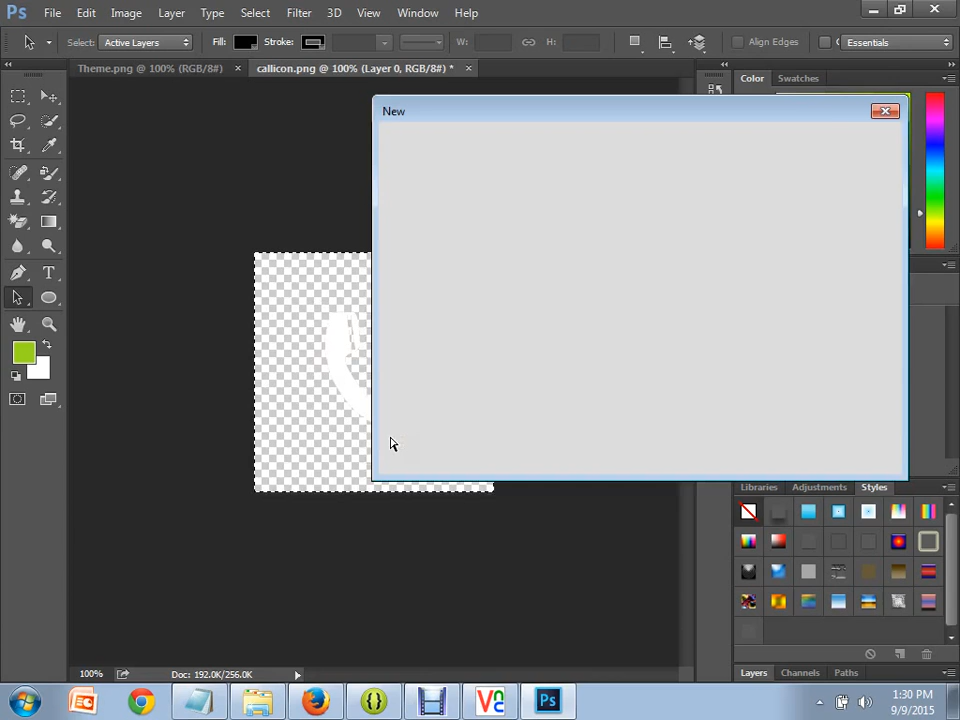 Ps File Edit Image Layer Type Select Filter 3D View Window Help
Select: Active Layers Fill: Stroke: W: H: Align Edges Essentials
Theme.png @ 100% (RGB/8#) × callicon.png @ 100% (Layer 0, RGB/8#) * ×
Color Swatches
New
Libraries Adjustments Styles
100% Doc: 192.0K/256.0K
Layers Channels Paths
1:30 PM
9/9/2015